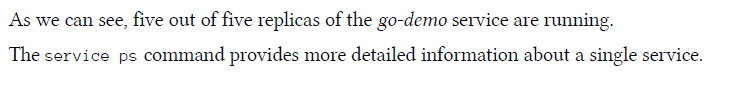 As we can see, five out of five replicas of the go-demo service are running.
The service ps command provides more detailed information about a single service.